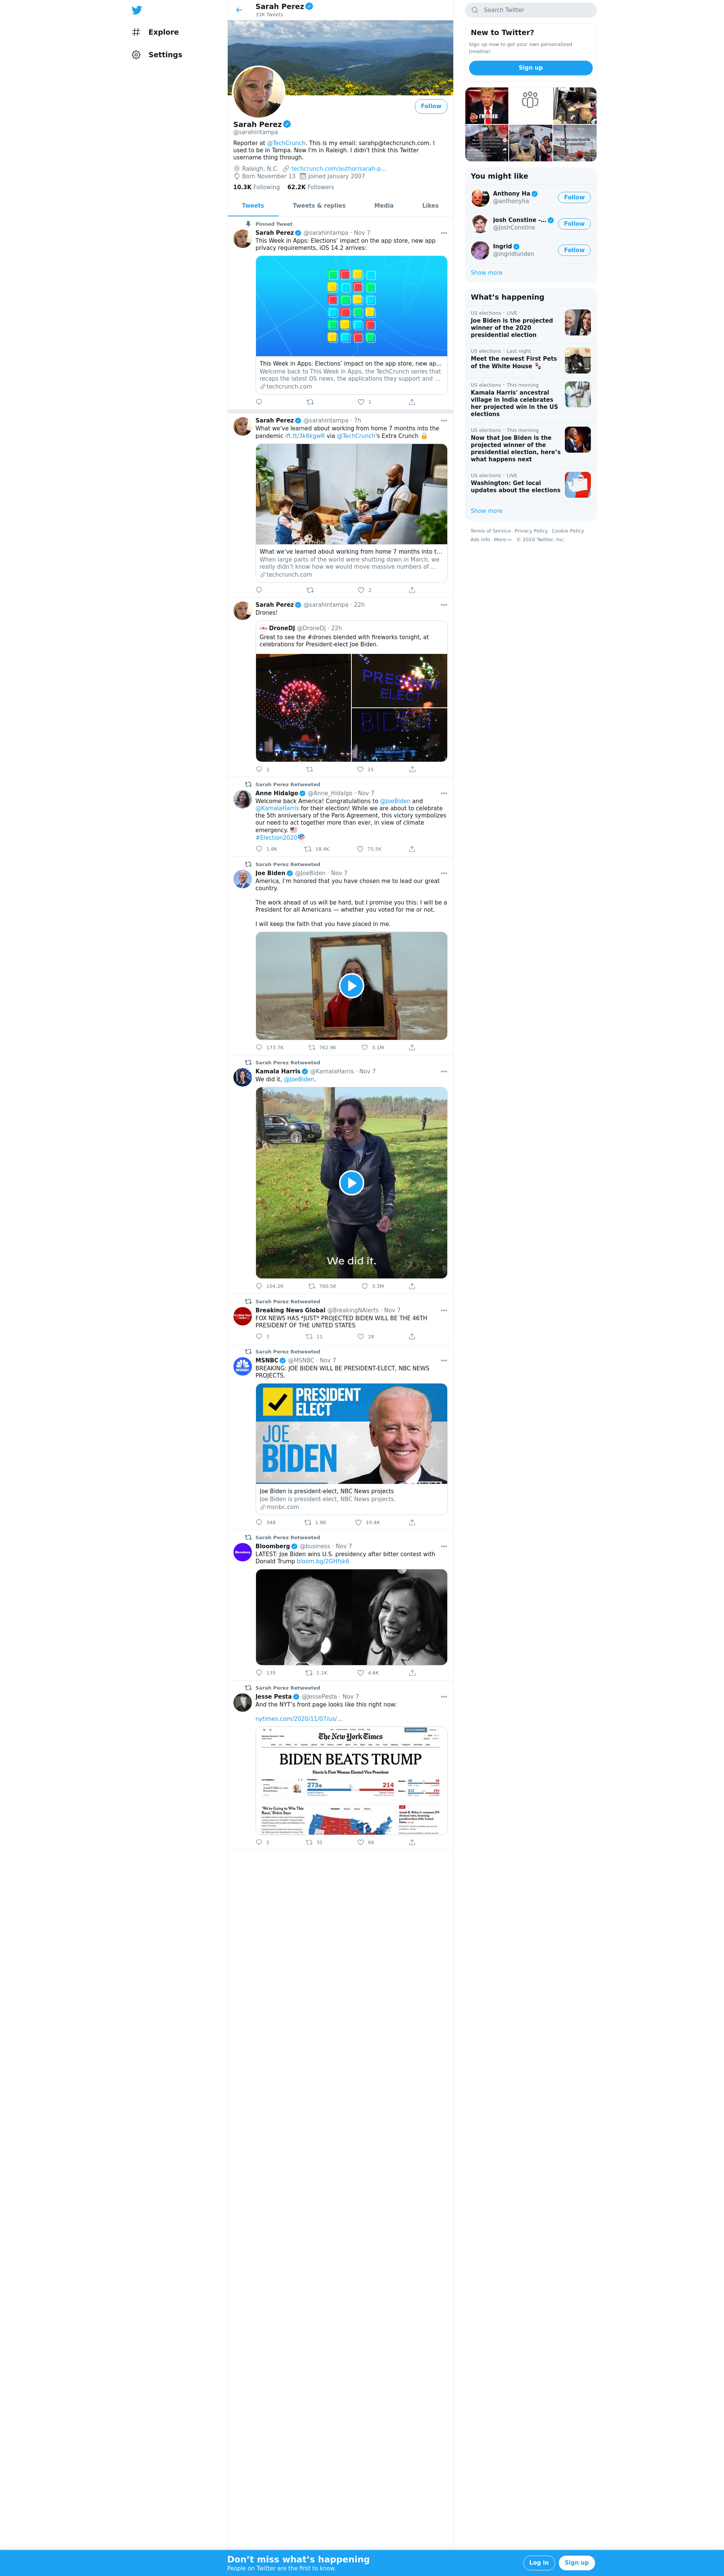 Explore
Settings
Sarah Perez
33K Tweets
Follow
Sarah Perez
@sarahintampa
Reporter at @TechCrunch. This is my email: sarahp@techcrunch.com. I
used to be in Tampa. Now I'm in Raleigh. I didn't think this Twitter
username thing through.
Raleigh, N.C. techcrunch.com/author/sarah-p…
Born November 13 Joined January 2007
10.3K Following 62.2K Followers
Tweets Tweets & replies Media Likes
Pinned Tweet
Sarah Perez @sarahintampa · Nov 7
This Week in Apps: Elections' impact on the app store, new app
privacy requirements, iOS 14.2 arrives:
This Week in Apps: Elections' impact on the app store, new ap…
Welcome back to This Week in Apps, the TechCrunch series that
recaps the latest OS news, the applications they support and …
techcrunch.com
1
Sarah Perez @sarahintampa · 7h
What we've learned about working from home 7 months into the
pandemic ift.tt/3k6kgwR via @TechCrunch's Extra Crunch 🔒
What we've learned about working from home 7 months into t…
When large parts of the world were shutting down in March, we
really didn't know how we would move massive numbers of …
techcrunch.com
2
Sarah Perez @sarahintampa · 22h
Drones!
DroneDJ @DroneDJ · 22h
Great to see the #drones blended with fireworks tonight, at
celebrations for President-elect Joe Biden.
PRESIDENT
ELECT
BIDEN
1 15
Sarah Perez Retweeted
Anne Hidalgo @Anne_Hidalgo · Nov 7
Welcome back America! Congratulations to @JoeBiden and
@KamalaHarris for their election! While we are about to celebrate
the 5th anniversary of the Paris Agreement, this victory symbolizes
our need to act together more than ever, in view of climate
emergency. 🇺🇸
#Election2020
1.8K 18.4K 75.5K
Sarah Perez Retweeted
Joe Biden @JoeBiden · Nov 7
America, I'm honored that you have chosen me to lead our great
country.
The work ahead of us will be hard, but I promise you this: I will be a
President for all Americans — whether you voted for me or not.
I will keep the faith that you have placed in me.
173.7K 762.9K 3.1M
Sarah Perez Retweeted
Kamala Harris @KamalaHarris · Nov 7
We did it, @JoeBiden.
We did it.
104.2K 760.5K 3.3M
Sarah Perez Retweeted
Breaking News Global @BreakingNAlerts · Nov 7
FOX NEWS HAS *JUST* PROJECTED BIDEN WILL BE THE 46TH
PRESIDENT OF THE UNITED STATES
3 11 28
Sarah Perez Retweeted
MSNBC @MSNBC · Nov 7
BREAKING: JOE BIDEN WILL BE PRESIDENT-ELECT, NBC NEWS
PROJECTS.
PRESIDENT
ELECT
JOE
BIDEN
Joe Biden is president-elect, NBC News projects
Joe Biden is president-elect, NBC News projects.
msnbc.com
348 1.8K 10.4K
Sarah Perez Retweeted
Bloomberg @business · Nov 7
LATEST: Joe Biden wins U.S. presidency after bitter contest with
Donald Trump bloom.bg/2GHfsk6
135 1.1K 4.6K
Sarah Perez Retweeted
Jesse Pesta @JessePesta · Nov 7
And the NYT's front page looks like this right now:
nytimes.com/2020/11/07/us/…
The New York Times
BIDEN BEATS TRUMP
Harris Is First Woman Elected Vice President
273 214
'We're Going to Win This
Race,' Biden Says
2 31 66
Search Twitter
New to Twitter?
Sign up now to get your own personalized
timeline!
Sign up
You might like
Anthony Ha
@anthonyha
Follow
Josh Constine -…
@JoshConstine
Follow
Ingrid
@ingridlunden
Follow
Show more
What's happening
US elections · LIVE
Joe Biden is the projected
winner of the 2020
presidential election
US elections · Last night
Meet the newest First Pets
of the White House 🐕
US elections · This morning
Kamala Harris' ancestral
village in India celebrates
her projected win in the US
elections
US elections · This morning
Now that Joe Biden is the
projected winner of the
presidential election, here's
what happens next
US elections · LIVE
Washington: Get local
updates about the elections
Show more
Terms of Service Privacy Policy Cookie Policy
Ads info More © 2020 Twitter, Inc.
Don't miss what's happening
People on Twitter are the first to know.
Log in Sign up